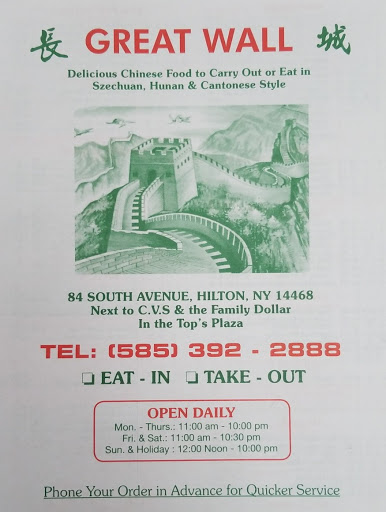 長 GREAT WALL 城
Delicious Chinese Food to Carry Out or Eat in
Szechuan, Hunan & Cantonese Style
84 SOUTH AVENUE, HILTON, NY 14468
Next to C.V.S & the Family Dollar
In the Top's Plaza
TEL: (585) 392 - 2888
❏ EAT - IN ❏ TAKE - OUT
OPEN DAILY
Mon. - Thurs.: 11:00 am - 10:00 pm
Fri. & Sat.: 11:00 am - 10:30 pm
Sun. & Holiday : 12:00 Noon - 10:00 pm
Phone Your Order in Advance for Quicker Service